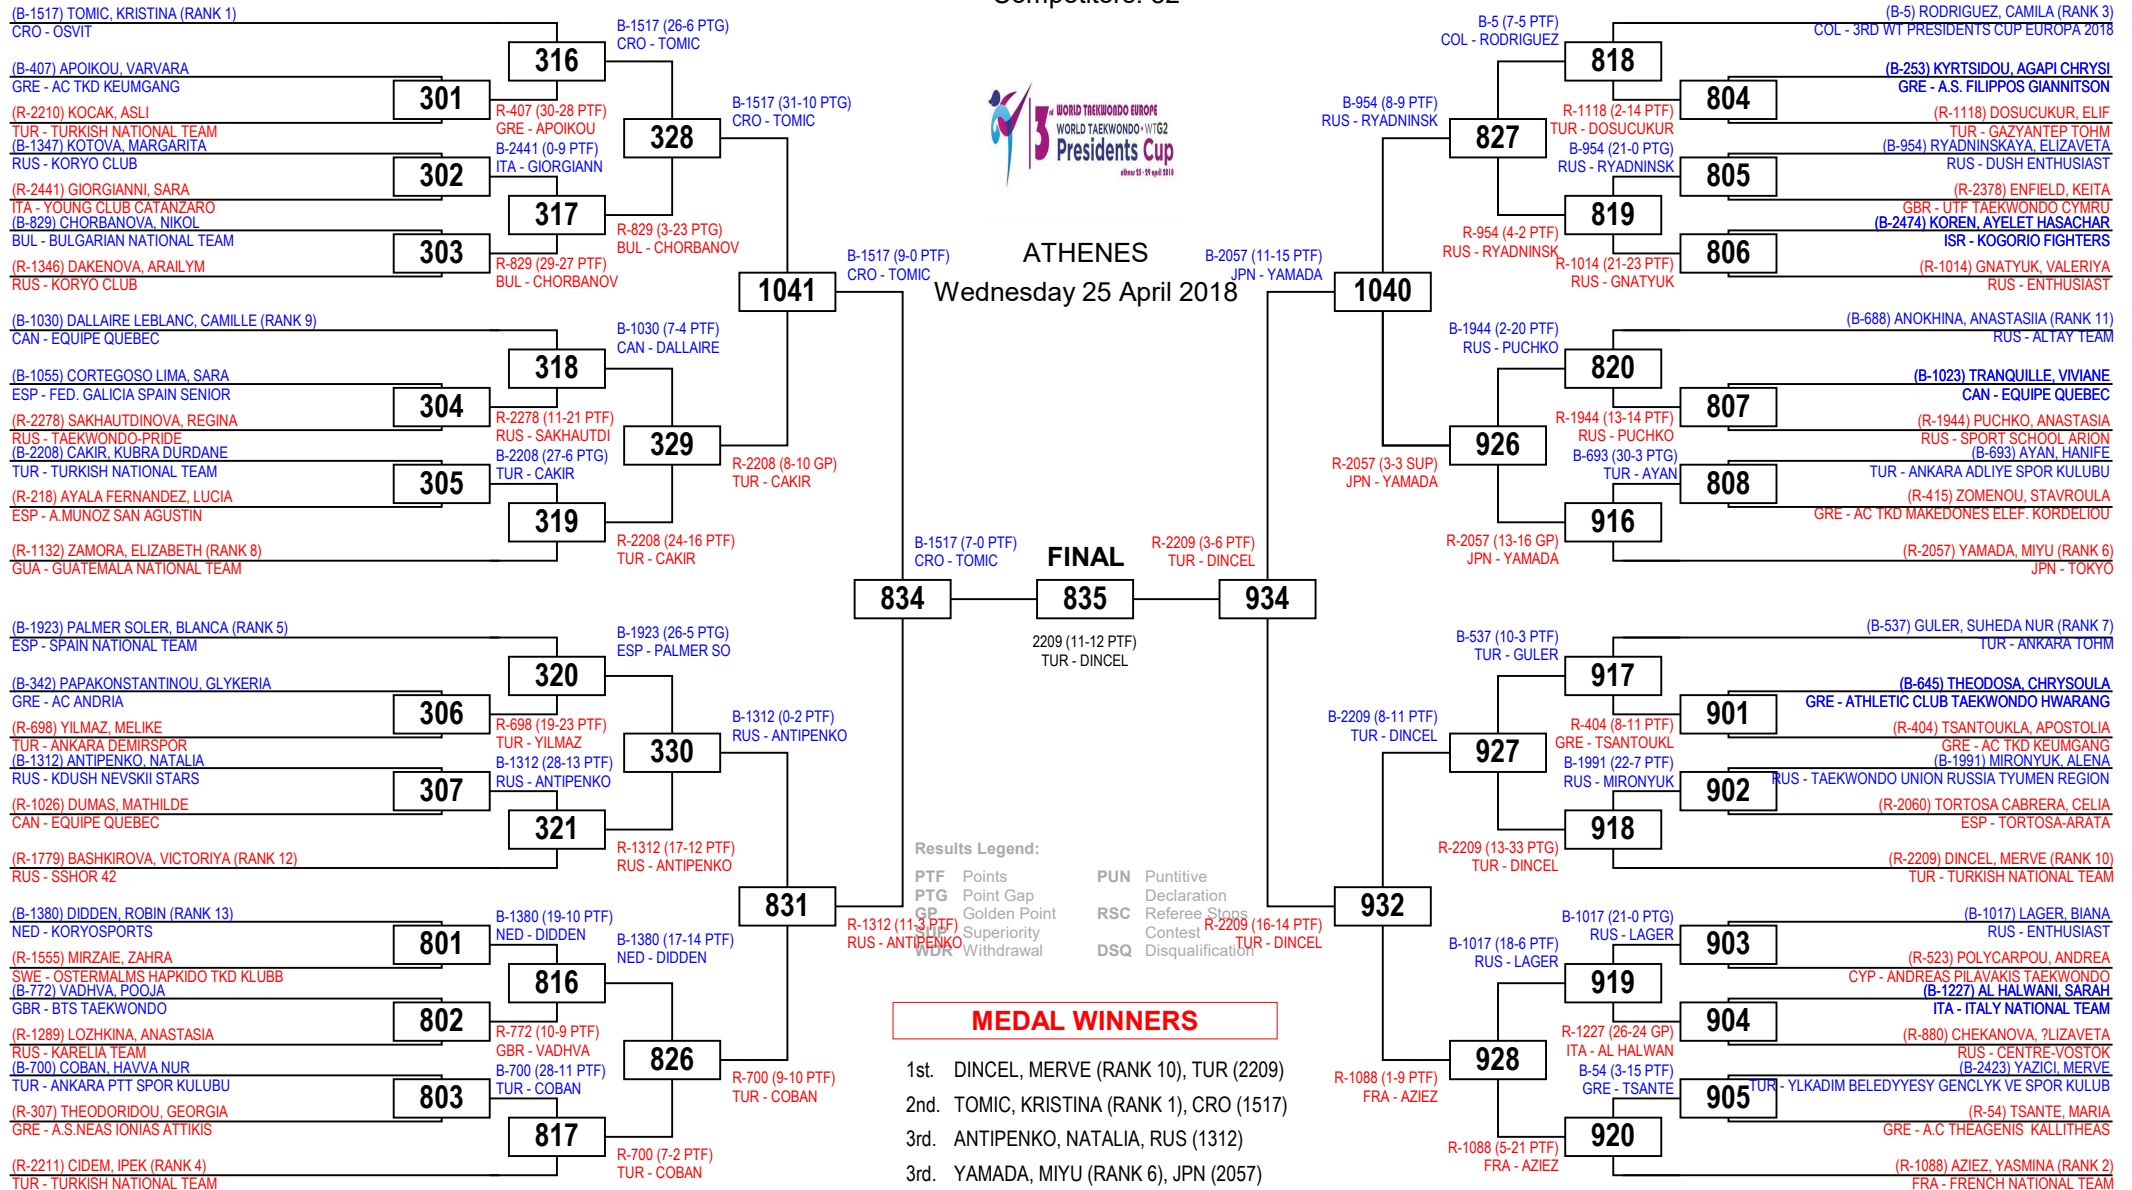 Competitors: 32
(B-1517) TOMIC, KRISTINA (RANK 1)
CRO - OSVIT
(B-407) APOIKOU, VARVARA
GRE - AC TKD KEUMGANG
(R-2210) KOCAK, ASLI
TUR - TURKISH NATIONAL TEAM
(B-1347) KOTOVA, MARGARITA
RUS - KORYO CLUB
(R-2441) GIORGIANNI, SARA
ITA - YOUNG CLUB CATANZARO
(B-829) CHORBANOVA, NIKOL
BUL - BULGARIAN NATIONAL TEAM
(R-1346) DAKENOVA, ARAILYM
RUS - KORYO CLUB
(B-1030) DALLAIRE LEBLANC, CAMILLE (RANK 9)
CAN - EQUIPE QUEBEC
(B-1055) CORTEGOSO LIMA, SARA
ESP - FED. GALICIA SPAIN SENIOR
(R-2278) SAKHAUTDINOVA, REGINA
RUS - TAEKWONDO-PRIDE
(B-2208) CAKIR, KUBRA DURDANE
TUR - TURKISH NATIONAL TEAM
(R-218) AYALA FERNANDEZ, LUCIA
ESP - A.MUNOZ SAN AGUSTIN
(R-1132) ZAMORA, ELIZABETH (RANK 8)
GUA - GUATEMALA NATIONAL TEAM
(B-1923) PALMER SOLER, BLANCA (RANK 5)
ESP - SPAIN NATIONAL TEAM
(B-342) PAPAKONSTANTINOU, GLYKERIA
GRE - AC ANDRIA
(R-698) YILMAZ, MELIKE
TUR - ANKARA DEMIRSPOR
(B-1312) ANTIPENKO, NATALIA
RUS - KDUSH NEVSKII STARS
(R-1026) DUMAS, MATHILDE
CAN - EQUIPE QUEBEC
(R-1779) BASHKIROVA, VICTORIYA (RANK 12)
RUS - SSHOR 42
(B-1380) DIDDEN, ROBIN (RANK 13)
NED - KORYOSPORTS
(R-1555) MIRZAIE, ZAHRA
SWE - OSTERMALMS HAPKIDO TKD KLUBB
(B-772) VADHVA, POOJA
GBR - BTS TAEKWONDO
(R-1289) LOZHKINA, ANASTASIA
RUS - KARELIA TEAM
(B-700) COBAN, HAVVA NUR
TUR - ANKARA PTT SPOR KULUBU
(R-307) THEODORIDOU, GEORGIA
GRE - A.S.NEAS IONIAS ATTIKIS
(R-2211) CIDEM, IPEK (RANK 4)
TUR - TURKISH NATIONAL TEAM
301
302
303
304
305
306
307
801
802
803
316
R-407 (30-28 PTF)
GRE - APOIKOU
B-2441 (0-9 PTF)
ITA - GIORGIANN
317
R-829 (29-27 PTF)
BUL - CHORBANOV
318
R-2278 (11-21 PTF)
RUS - SAKHAUTDI
B-2208 (27-6 PTG)
TUR - CAKIR
319
320
R-698 (19-23 PTF)
TUR - YILMAZ
B-1312 (28-13 PTF)
RUS - ANTIPENKO
321
B-1380 (19-10 PTF)
NED - DIDDEN
816
R-772 (10-9 PTF)
GBR - VADHVA
B-700 (28-11 PTF)
TUR - COBAN
817
B-1517 (26-6 PTG)
CRO - TOMIC
328
R-829 (3-23 PTG)
BUL - CHORBANOV
B-1030 (7-4 PTF)
CAN - DALLAIRE
329
R-2208 (24-16 PTF)
TUR - CAKIR
B-1923 (26-5 PTG)
ESP - PALMER SO
330
R-1312 (17-12 PTF)
RUS - ANTIPENKO
B-1380 (17-14 PTF)
NED - DIDDEN
826
R-700 (7-2 PTF)
TUR - COBAN
B-1517 (31-10 PTG)
CRO - TOMIC
1041
R-2208 (8-10 GP)
TUR - CAKIR
B-1312 (0-2 PTF)
RUS - ANTIPENKO
831
R-700 (9-10 PTF)
TUR - COBAN
B-1517 (9-0 PTF)
CRO - TOMIC
834
R-1312 (11-3 PTF)
RUS - ANTIPENKO
3rd WORLD TAEKWONDO EUROPE
WORLD TAEKWONDO • WTG2
Presidents Cup
athens 25 - 29 april 2018
ATHENES
Wednesday 25 April 2018
B-1517 (7-0 PTF)
CRO - TOMIC
FINAL
835
2209 (11-12 PTF)
TUR - DINCEL
R-2209 (3-6 PTF)
TUR - DINCEL
Results Legend:
PTF Points
PTG Point Gap
GP Golden Point
SUP Superiority
WDR Withdrawal
PUN Puntitive Declaration
RSC Referee Stops Contest
DSQ Disqualification
MEDAL WINNERS
1st. DINCEL, MERVE (RANK 10), TUR (2209)
2nd. TOMIC, KRISTINA (RANK 1), CRO (1517)
3rd. ANTIPENKO, NATALIA, RUS (1312)
3rd. YAMADA, MIYU (RANK 6), JPN (2057)
B-2057 (11-15 PTF)
JPN - YAMADA
934
R-2209 (16-14 PTF)
TUR - DINCEL
B-954 (8-9 PTF)
RUS - RYADNINSK
1040
R-2057 (3-3 SUP)
JPN - YAMADA
B-2209 (8-11 PTF)
TUR - DINCEL
932
R-1088 (1-9 PTF)
FRA - AZIEZ
B-5 (7-5 PTF)
COL - RODRIGUEZ
827
R-954 (4-2 PTF)
RUS - RYADNINSK
B-1944 (2-20 PTF)
RUS - PUCHKO
926
R-2057 (13-16 GP)
JPN - YAMADA
B-537 (10-3 PTF)
TUR - GULER
927
R-2209 (13-33 PTG)
TUR - DINCEL
B-1017 (18-6 PTF)
RUS - LAGER
928
R-1088 (5-21 PTF)
FRA - AZIEZ
818
R-1118 (2-14 PTF)
TUR - DOSUCUKUR
B-954 (21-0 PTG)
RUS - RYADNINSK
819
R-1014 (21-23 PTF)
RUS - GNATYUK
820
R-1944 (13-14 PTF)
RUS - PUCHKO
B-693 (30-3 PTG)
TUR - AYAN
916
917
R-404 (8-11 PTF)
GRE - TSANTOUKL
B-1991 (22-7 PTF)
RUS - MIRONYUK
918
B-1017 (21-0 PTG)
RUS - LAGER
919
R-1227 (26-24 GP)
ITA - AL HALWAN
B-54 (3-15 PTF)
GRE - TSANTE
920
804
805
806
807
808
901
902
903
904
905
(B-5) RODRIGUEZ, CAMILA (RANK 3)
COL - 3RD WT PRESIDENTS CUP EUROPA 2018
(B-253) KYRTSIDOU, AGAPI CHRYSI
GRE - A.S. FILIPPOS GIANNITSON
(R-1118) DOSUCUKUR, ELIF
TUR - GAZYANTEP TOHM
(B-954) RYADNINSKAYA, ELIZAVETA
RUS - DUSH ENTHUSIAST
(R-2378) ENFIELD, KEITA
GBR - UTF TAEKWONDO CYMRU
(B-2474) KOREN, AYELET HASACHAR
ISR - KOGORIO FIGHTERS
(R-1014) GNATYUK, VALERIYA
RUS - ENTHUSIAST
(B-688) ANOKHINA, ANASTASIIA (RANK 11)
RUS - ALTAY TEAM
(B-1023) TRANQUILLE, VIVIANE
CAN - EQUIPE QUEBEC
(R-1944) PUCHKO, ANASTASIA
RUS - SPORT SCHOOL ARION
(B-693) AYAN, HANIFE
TUR - ANKARA ADLIYE SPOR KULUBU
(R-415) ZOMENOU, STAVROULA
GRE - AC TKD MAKEDONES ELEF. KORDELIOU
(R-2057) YAMADA, MIYU (RANK 6)
JPN - TOKYO
(B-537) GULER, SUHEDA NUR (RANK 7)
TUR - ANKARA TOHM
(B-645) THEODOSA, CHRYSOULA
GRE - ATHLETIC CLUB TAEKWONDO HWARANG
(R-404) TSANTOUKLA, APOSTOLIA
GRE - AC TKD KEUMGANG
(B-1991) MIRONYUK, ALENA
RUS - TAEKWONDO UNION RUSSIA TYUMEN REGION
(R-2060) TORTOSA CABRERA, CELIA
ESP - TORTOSA-ARATA
(R-2209) DINCEL, MERVE (RANK 10)
TUR - TURKISH NATIONAL TEAM
(B-1017) LAGER, BIANA
RUS - ENTHUSIAST
(R-523) POLYCARPOU, ANDREA
CYP - ANDREAS PILAVAKIS TAEKWONDO
(B-1227) AL HALWANI, SARAH
ITA - ITALY NATIONAL TEAM
(R-880) CHEKANOVA, ?LIZAVETA
RUS - CENTRE-VOSTOK
(B-2423) YAZICI, MERVE
TUR - YLKADIM BELEDYYESY GENCLYK VE SPOR KULUB
(R-54) TSANTE, MARIA
GRE - A.C THEAGENIS KALLITHEAS
(R-1088) AZIEZ, YASMINA (RANK 2)
FRA - FRENCH NATIONAL TEAM